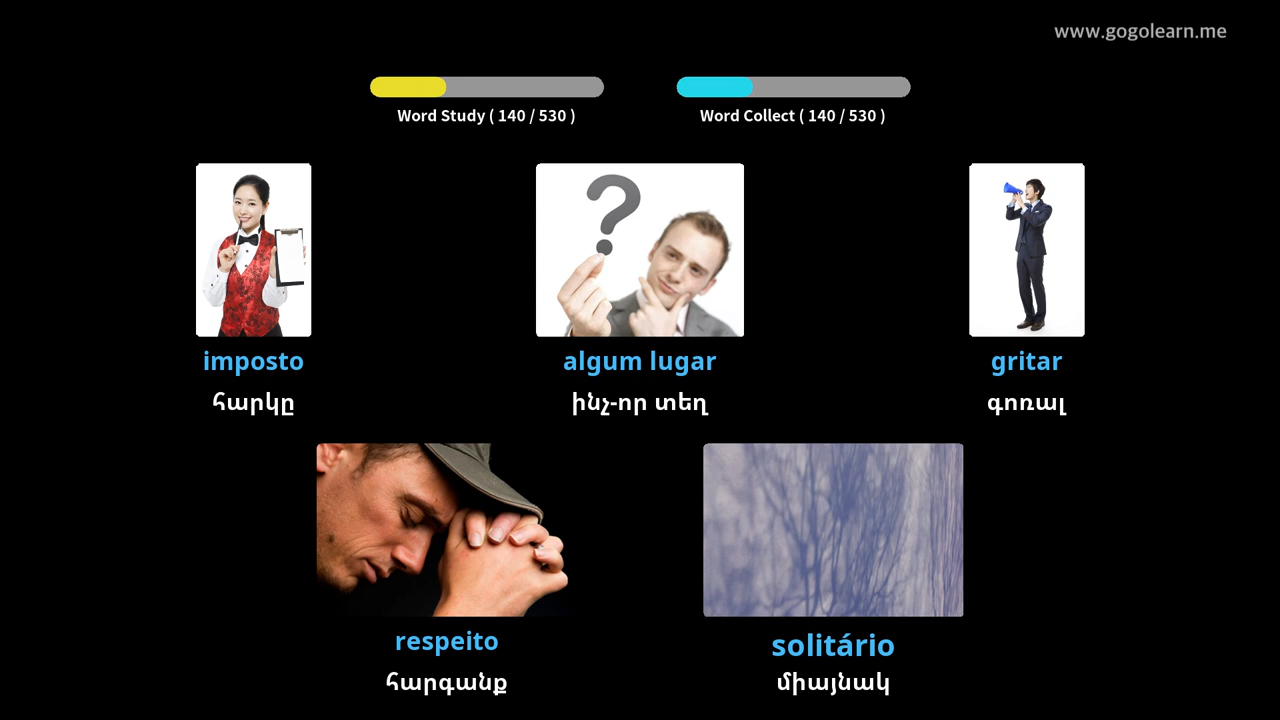 www.gogolearn.me
Word Study ( 140 / 530 )
Word Collect ( 140 / 530 )
imposto
հարկը
algum lugar
ինչ-որ տեղ
gritar
գոռալ
respeito
հարգանք
solitário
միայնակ